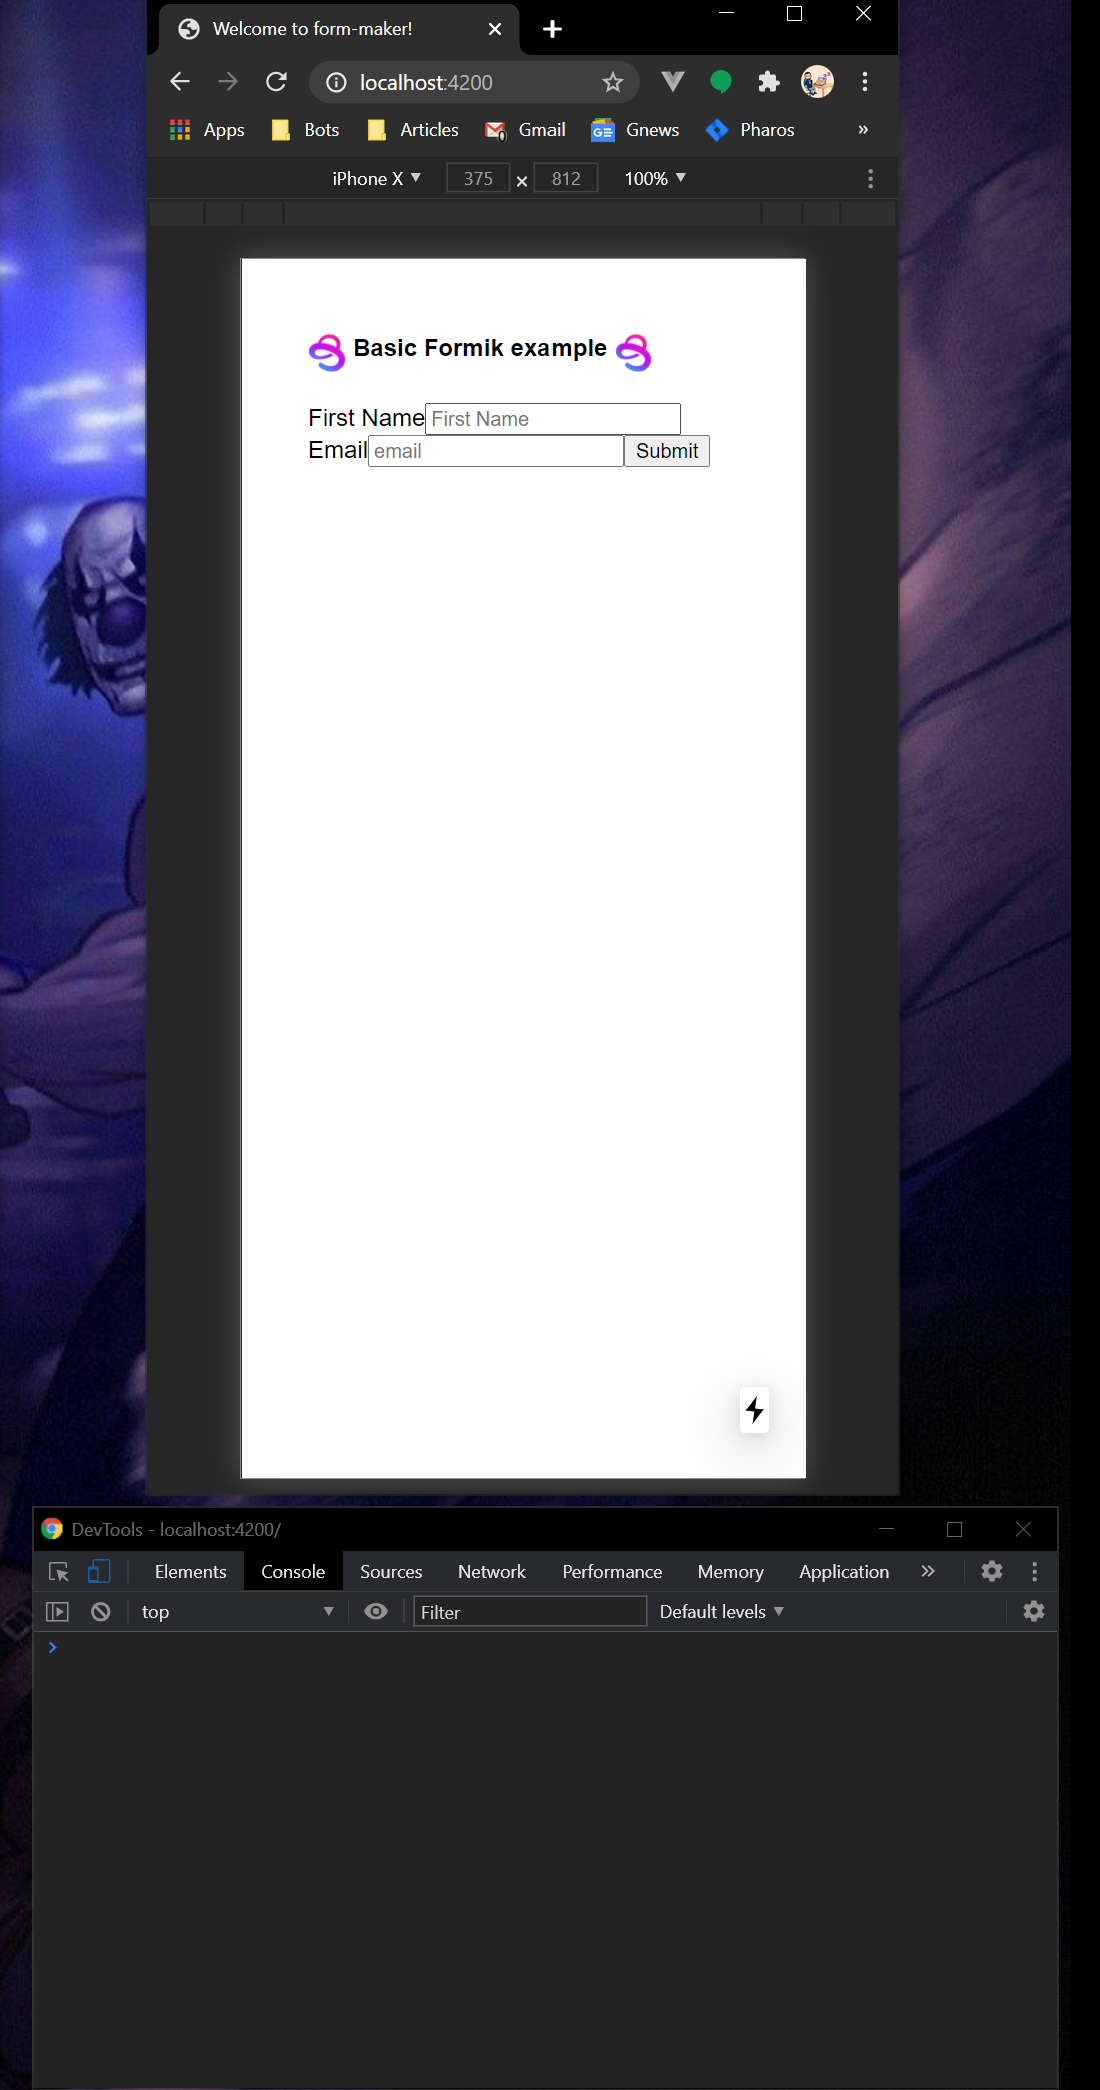 Welcome to form-maker!
localhost:4200
Apps Bots Articles Gmail Gnews Pharos »
iPhone X 375 × 812 100%
Basic Formik example
First Name First Name
Email email Submit
DevTools - localhost:4200/
Elements Console Sources Network Performance Memory Application »
top Filter Default levels